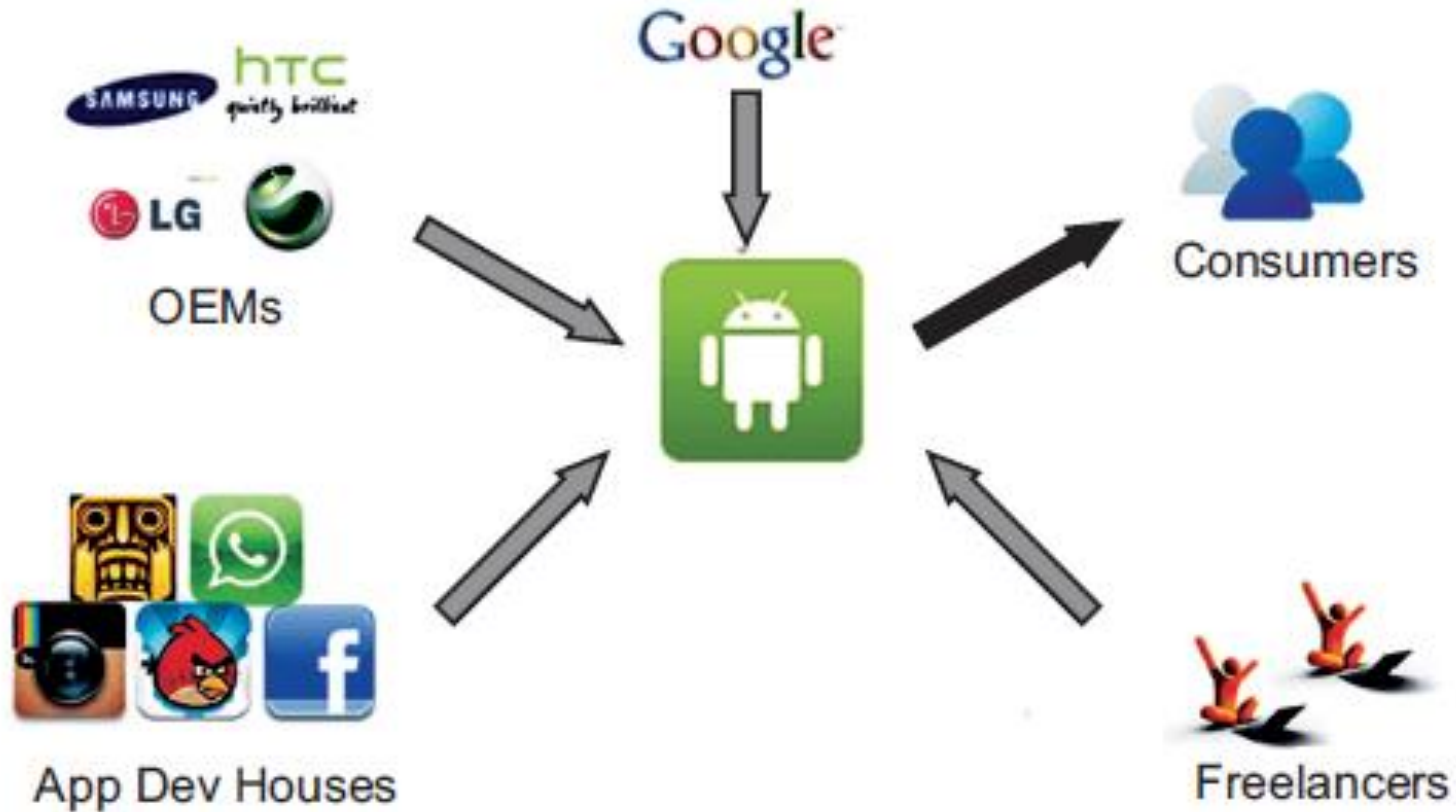 Google
SAMSUNG
hTC
quietly brilliant
LG
OEMs
Consumers
f
App Dev Houses
Freelancers